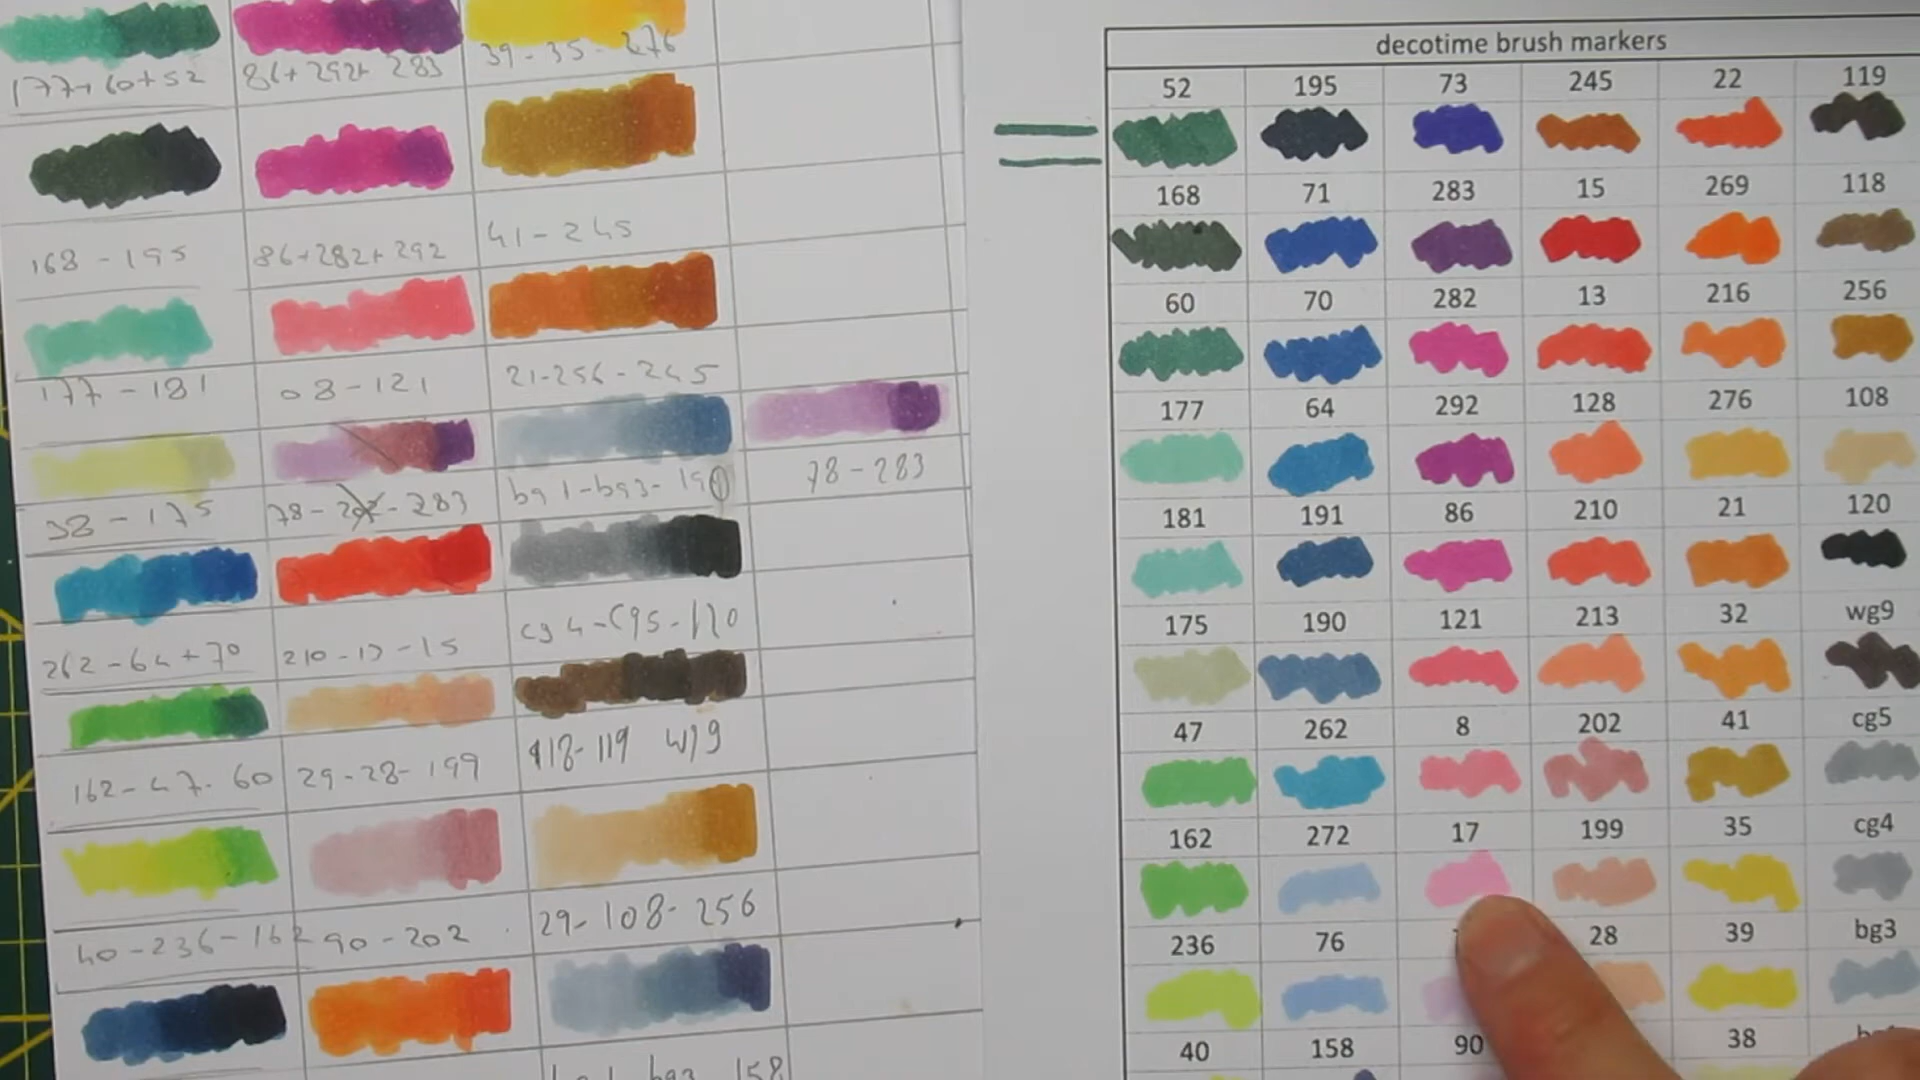 177+60+52 86+292+ 283 39-35-276
168-195 86+282+292 41-245
177-181 08-121 21-256-245
38-175 78- -283 bg1-bg3-190 78-283
262-64+70 210-13-15 cg4-cg5-120
162-47-60 29-28-199 118-119 wg9
40-236-162 90-202 29-108-256
bg3 158
decotime brush markers
52 195 73 245 22 119
168 71 283 15 269 118
60 70 282 13 216 256
177 64 292 128 276 108
181 191 86 210 21 120
175 190 121 213 32 wg9
47 262 8 202 41 cg5
162 272 17 199 35 cg4
236 76 28 39 bg3
40 158 90 38